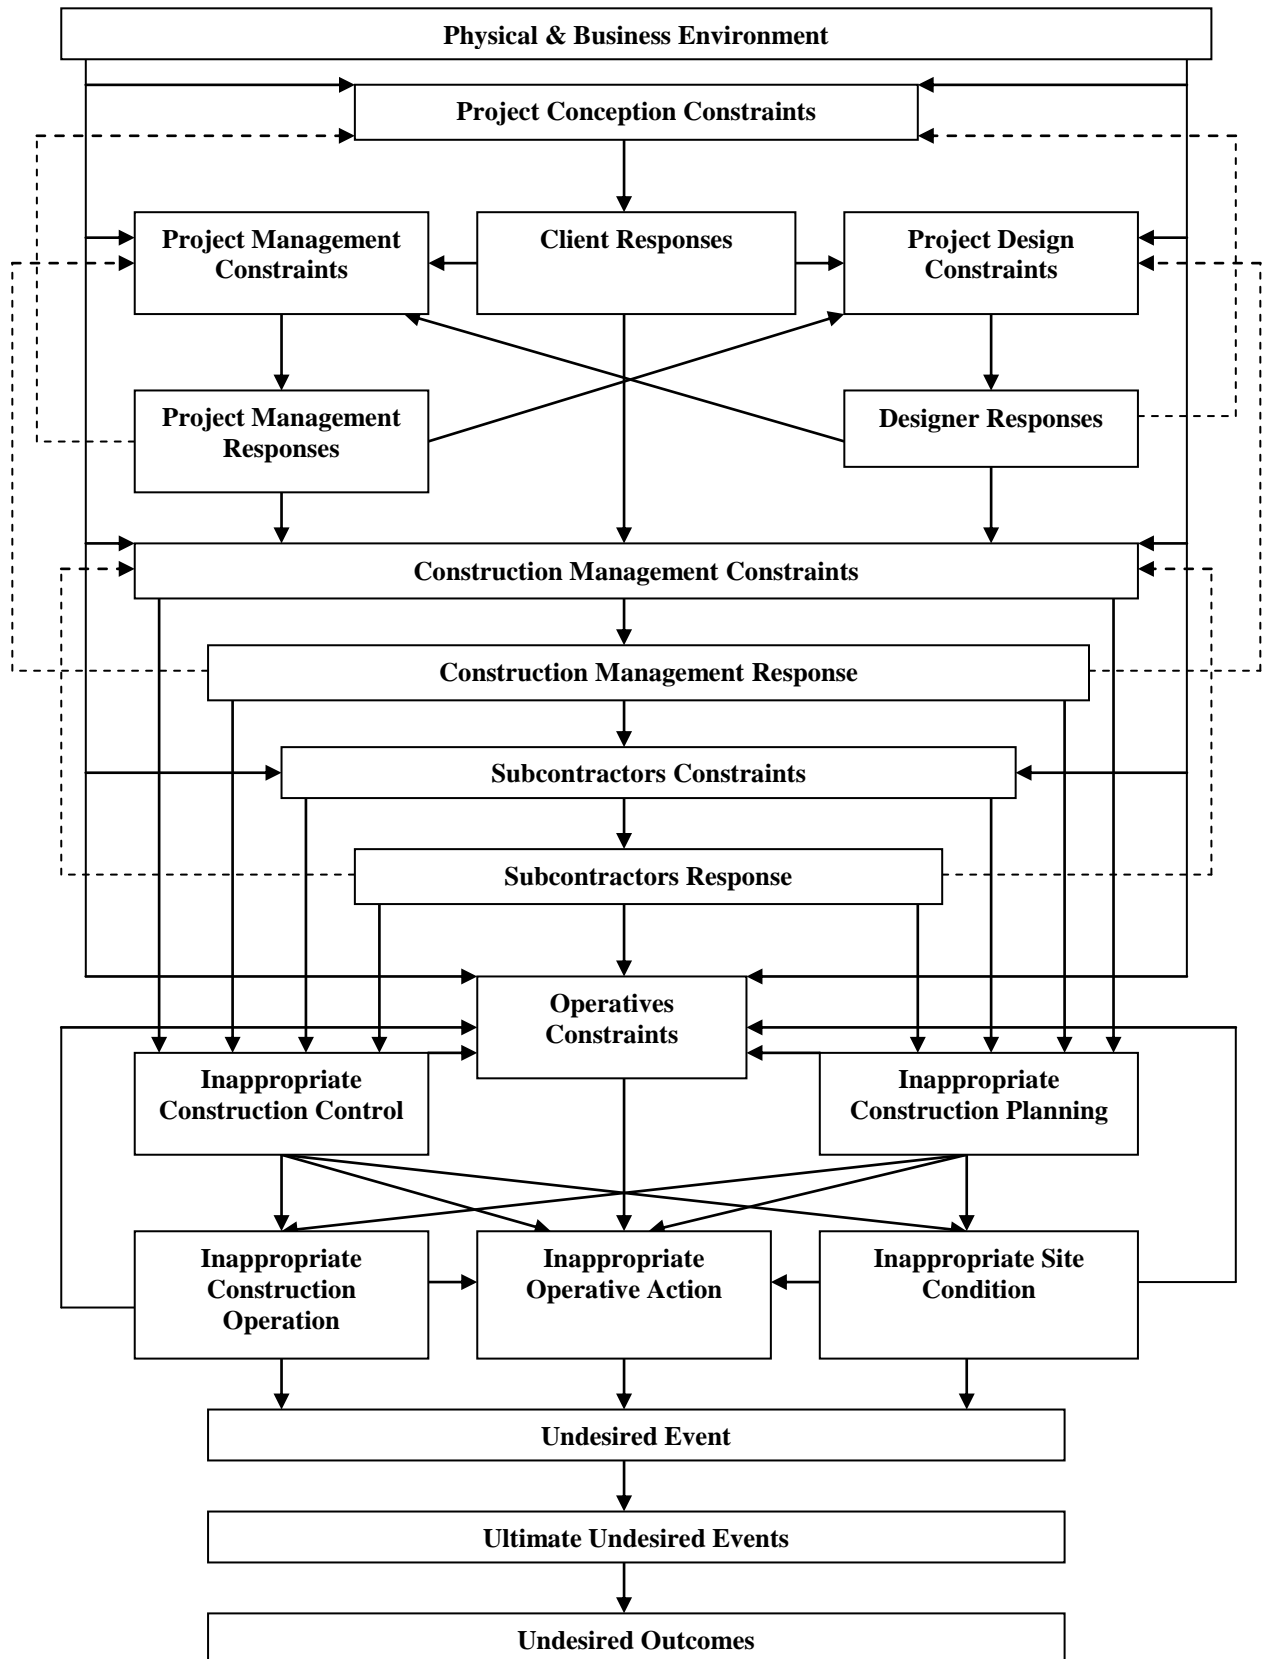 Physical & Business Environment
Project Conception Constraints
Project Management
Constraints
Client Responses
Project Design
Constraints
Project Management
Responses
Designer Responses
Construction Management Constraints
Construction Management Response
Subcontractors Constraints
Subcontractors Response
Operatives
Constraints
Inappropriate
Construction Control
Inappropriate
Construction Planning
Inappropriate
Construction
Operation
Inappropriate
Operative Action
Inappropriate Site
Condition
Undesired Event
Ultimate Undesired Events
Undesired Outcomes